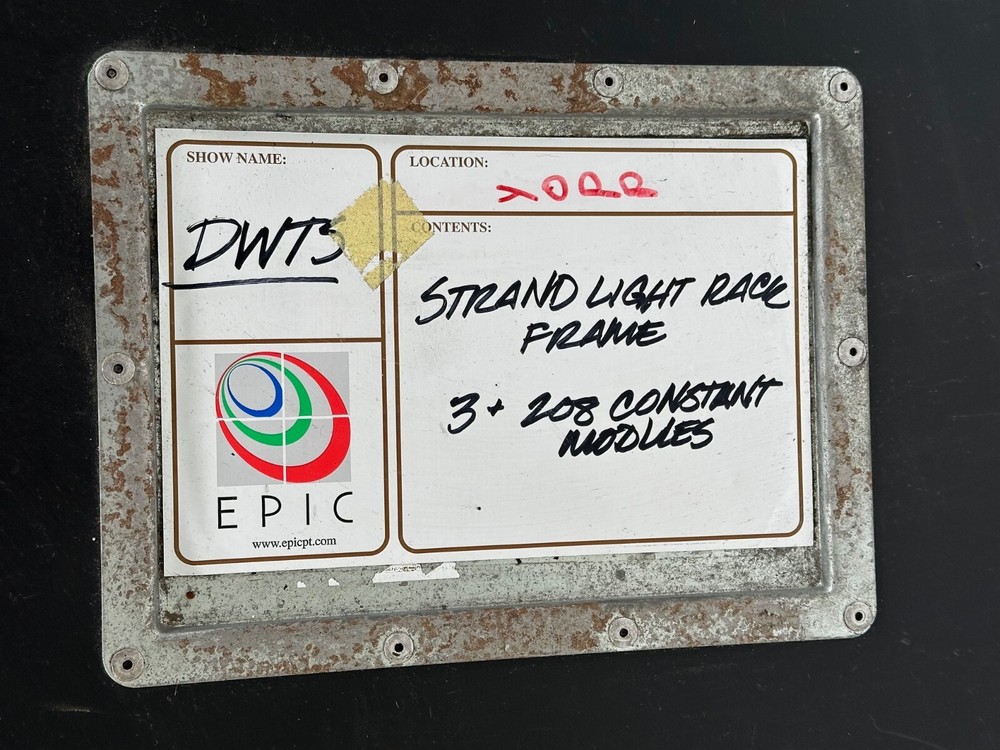 SHOW NAME:
DWTS
LOCATION:
CONTENTS:
STRAND LIGHT RACK
FRAME
3+ 208 CONSTANT
MODULES
EPIC
www.epicpt.com